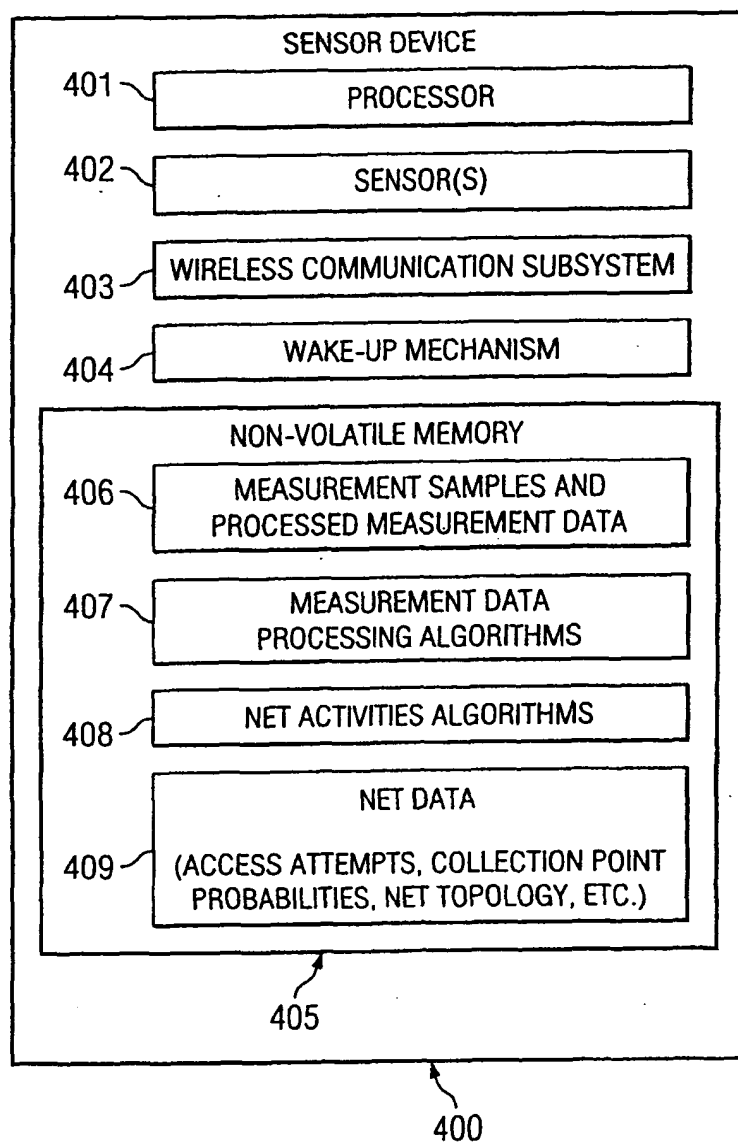 SENSOR DEVICE
401
PROCESSOR
402
SENSOR(S)
403
WIRELESS COMMUNICATION SUBSYSTEM
404
WAKE-UP MECHANISM
NON-VOLATILE MEMORY
406
MEASUREMENT SAMPLES AND
PROCESSED MEASUREMENT DATA
407
MEASUREMENT DATA
PROCESSING ALGORITHMS
408
NET ACTIVITIES ALGORITHMS
NET DATA
409
(ACCESS ATTEMPTS, COLLECTION POINT
PROBABILITIES, NET TOPOLOGY, ETC.)
405
400